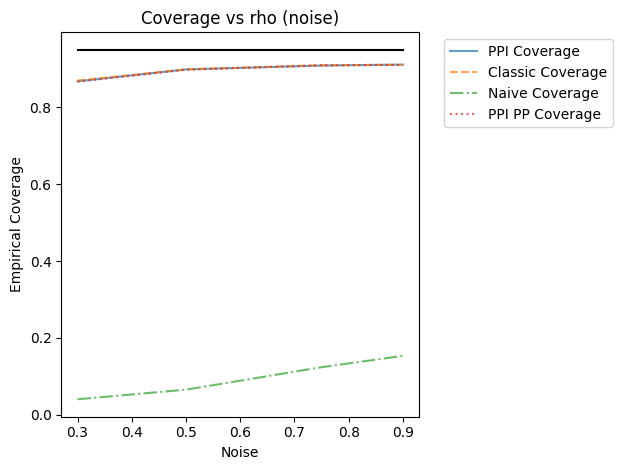 Coverage vs rho (noise)
PPI Coverage
Classic Coverage
Naive Coverage
PPI PP Coverage
Empirical Coverage
0.8
0.6
0.4
0.2
0.0
0.3 0.4 0.5 0.6 0.7 0.8 0.9
Noise